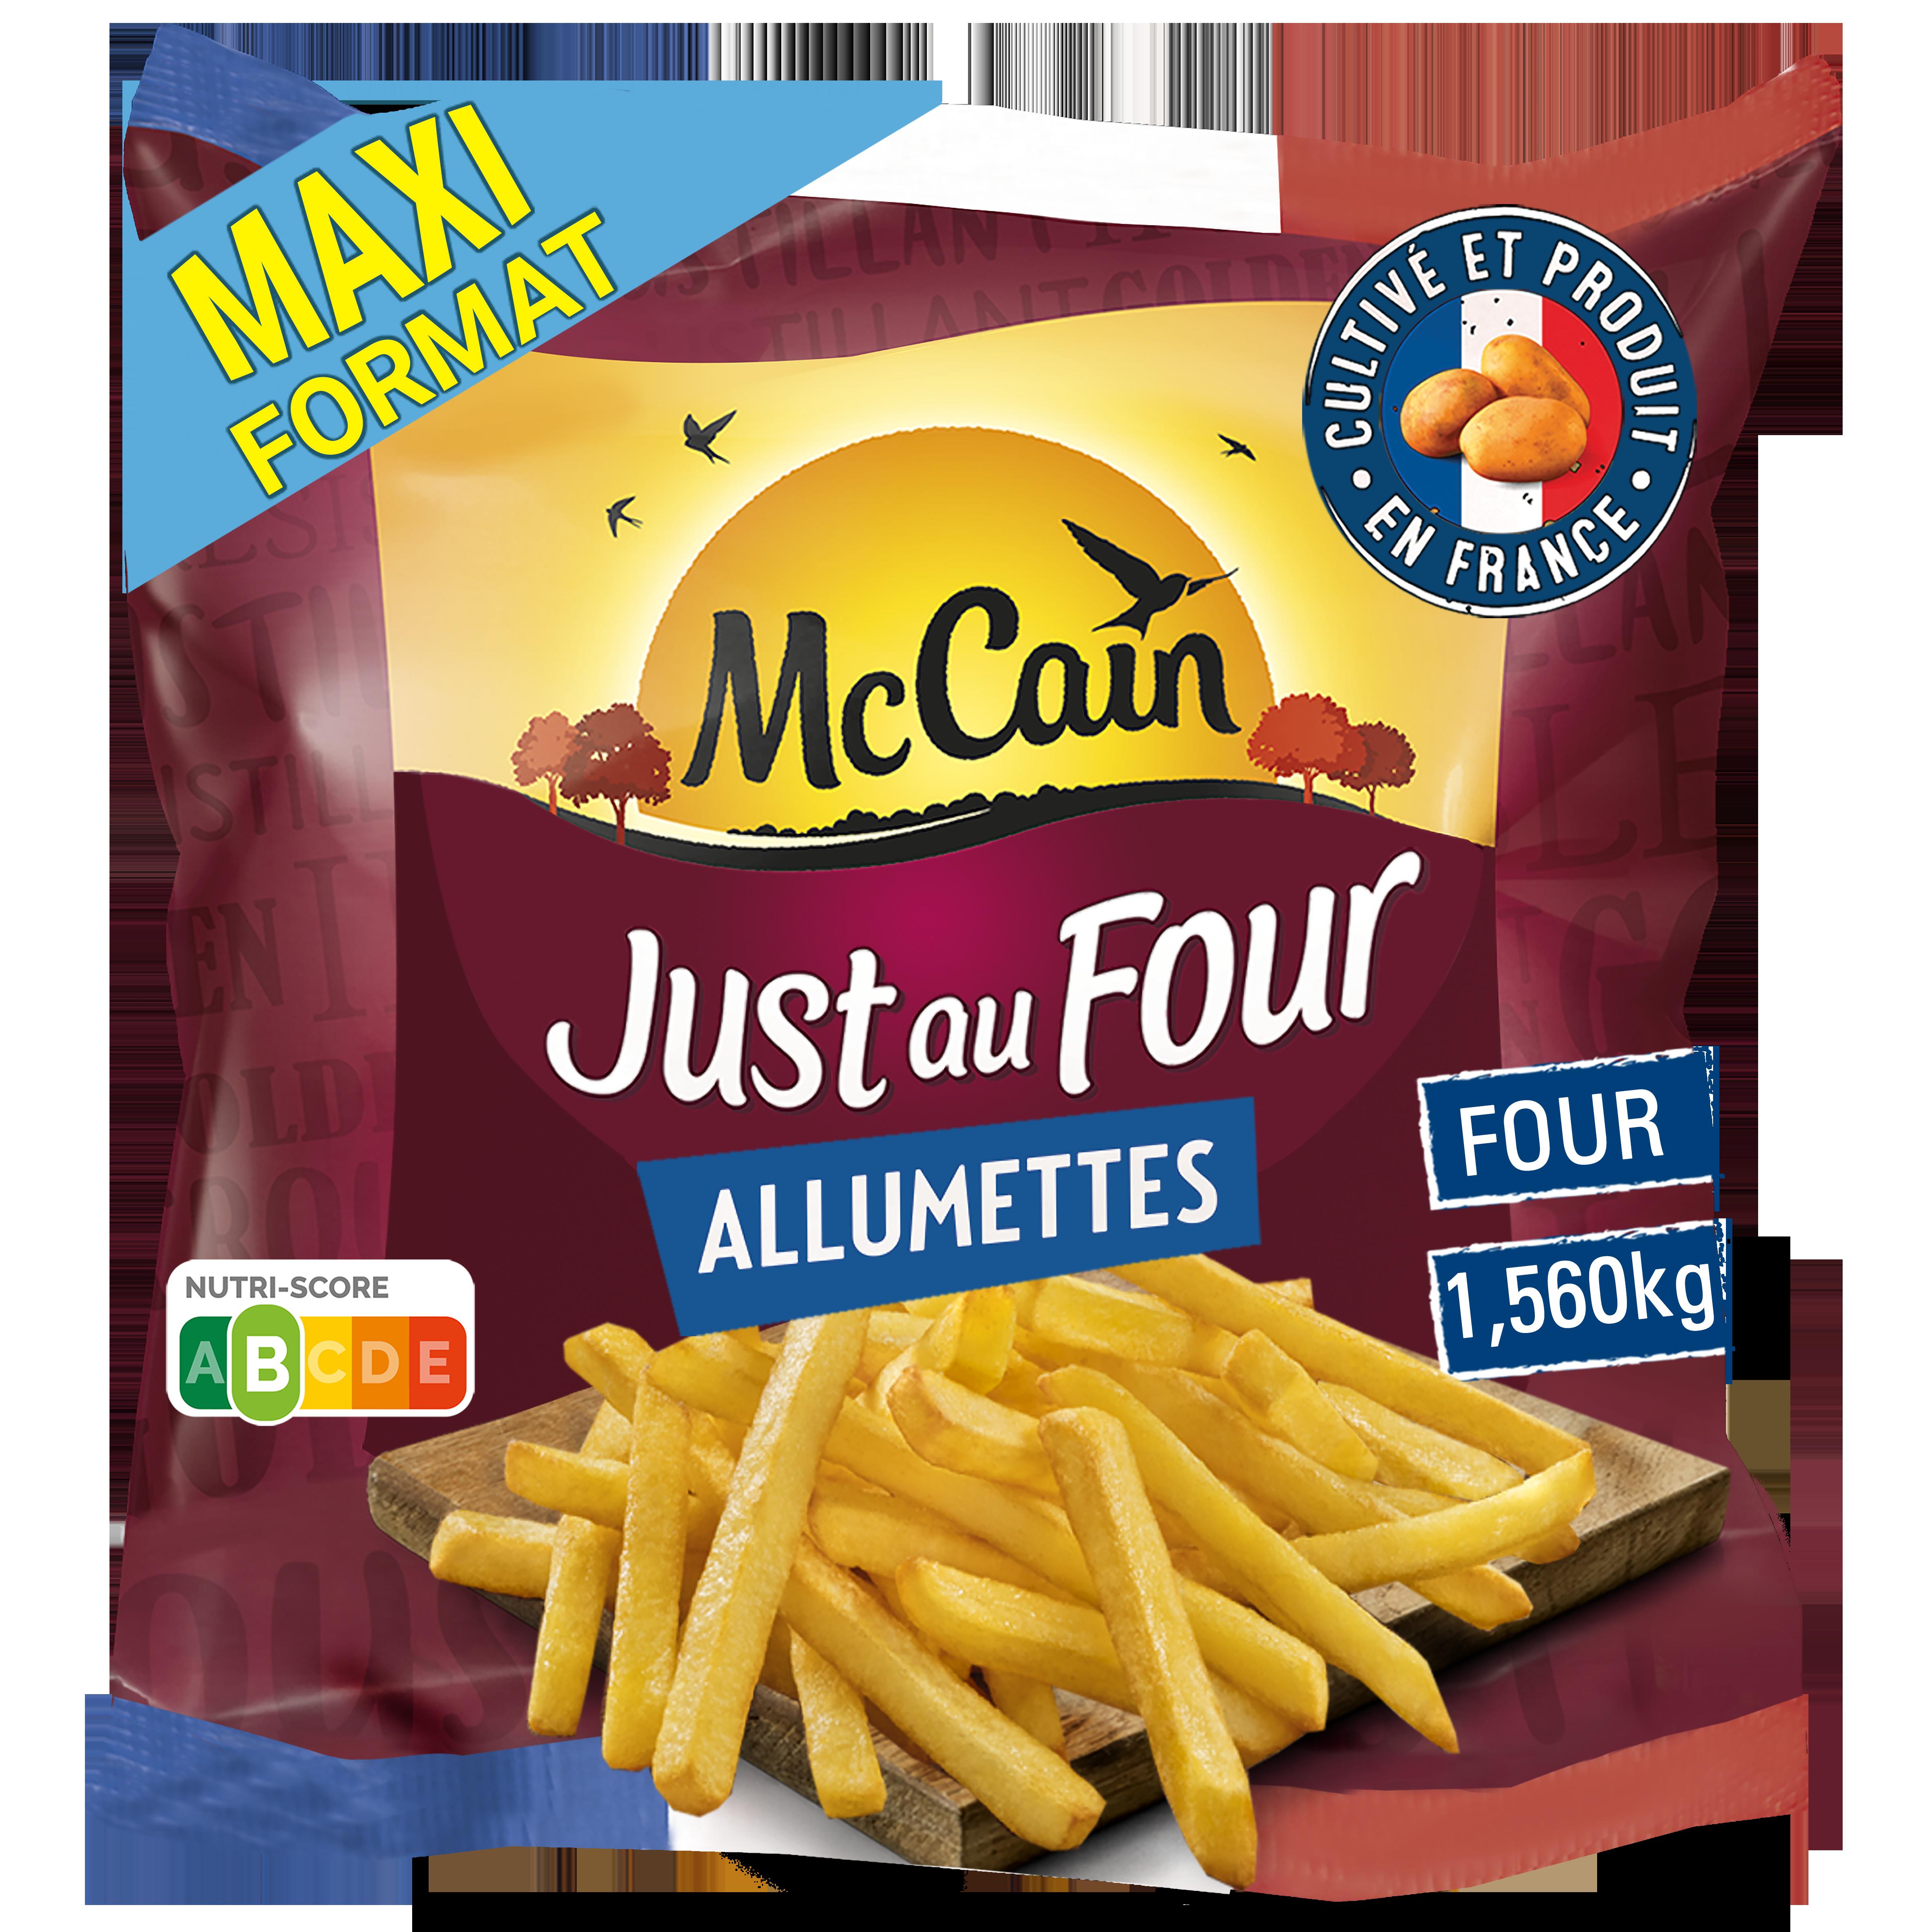 MAXI
FORMAT
CULTIVÉ ET PRODUIT
EN FRANCE
McCain
Just au Four
ALLUMETTES
FOUR
1,560kg
NUTRI-SCORE
A B C D E